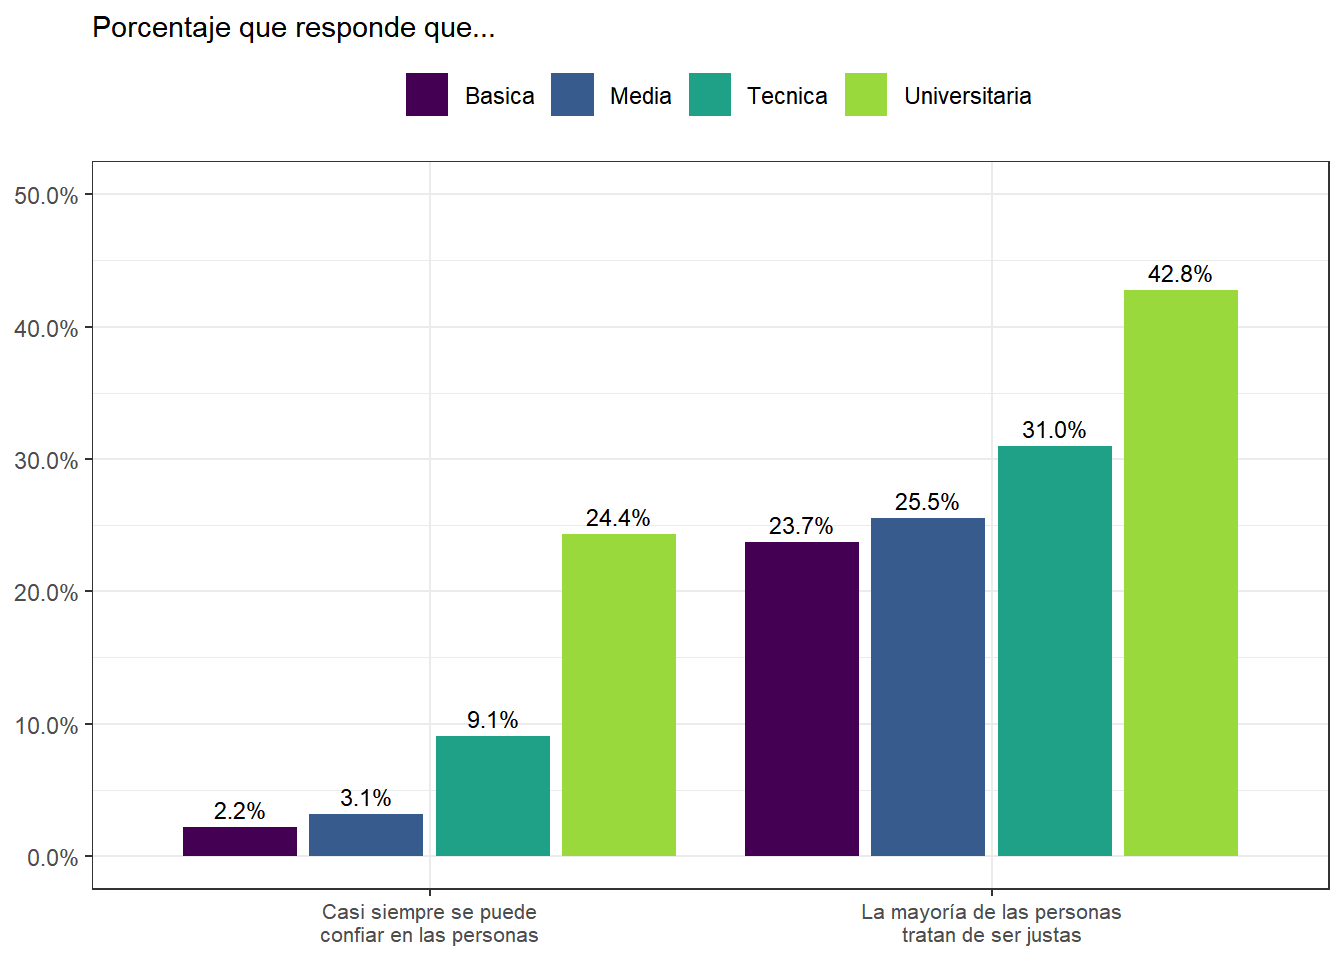 Porcentaje que responde que...
Basica Media Tecnica Universitaria
50.0%
40.0%
30.0%
20.0%
10.0%
0.0%
2.2%
3.1%
9.1%
24.4%
23.7%
25.5%
31.0%
42.8%
Casi siempre se puede
confiar en las personas
La mayoría de las personas
tratan de ser justas